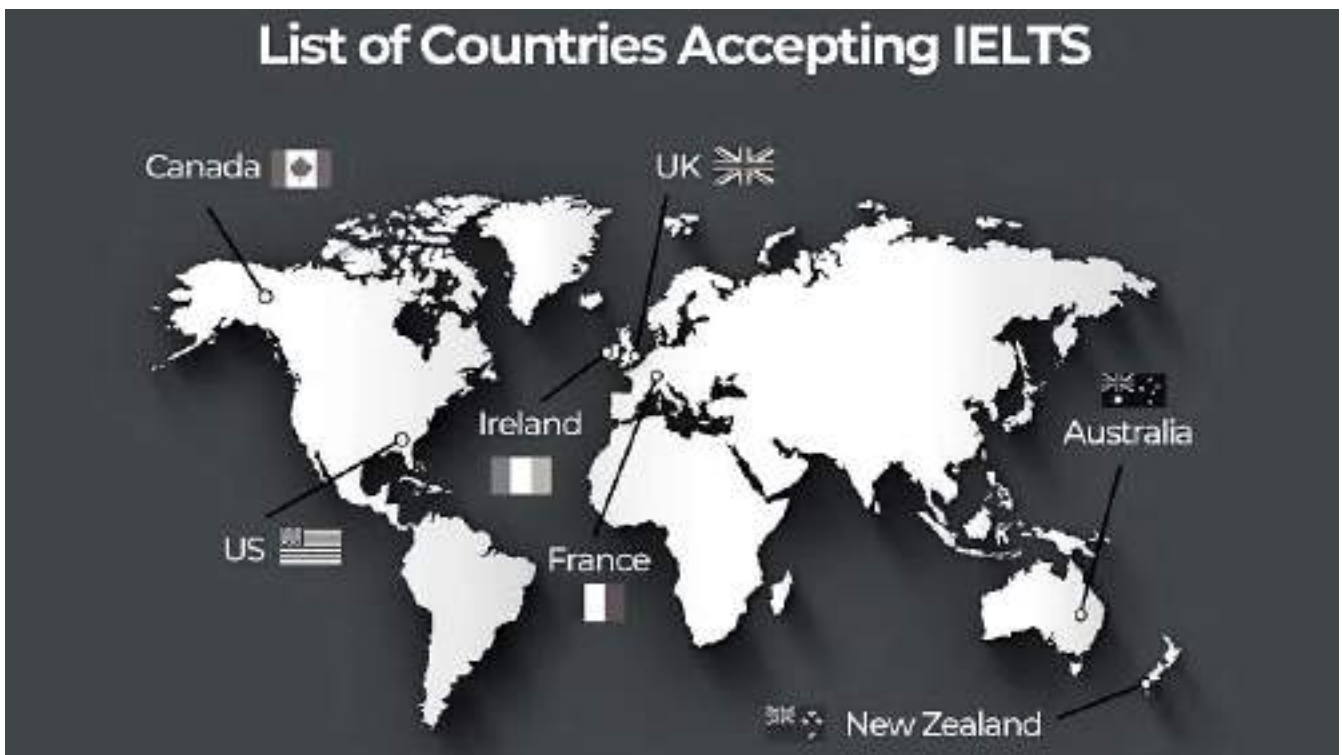 List of Countries Accepting IELTS
Canada
UK
Ireland
Australia
US
France
New Zealand